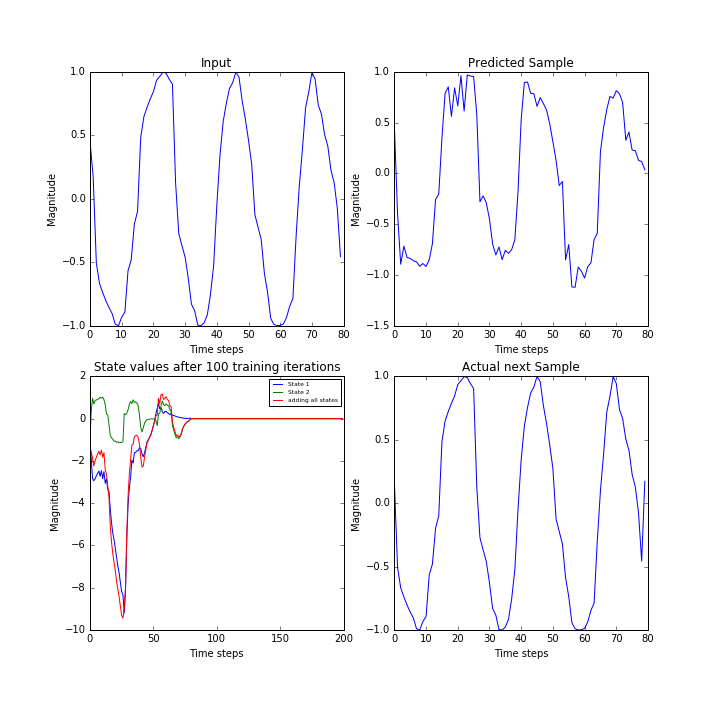 Input
Magnitude
1.0
0.5
0.0
−0.5
−1.0
0 10 20 30 40 50 60 70 80
Time steps
Predicted Sample
Magnitude
1.0
0.5
0.0
−0.5
−1.0
−1.5
0 10 20 30 40 50 60 70 80
Time steps
State values after 100 training iterations
Magnitude
2
0
−2
−4
−6
−8
−10
0 50 100 150 200
Time steps
State 1
State 2
adding all states
Actual next Sample
Magnitude
1.0
0.5
0.0
−0.5
−1.0
0 10 20 30 40 50 60 70 80
Time steps